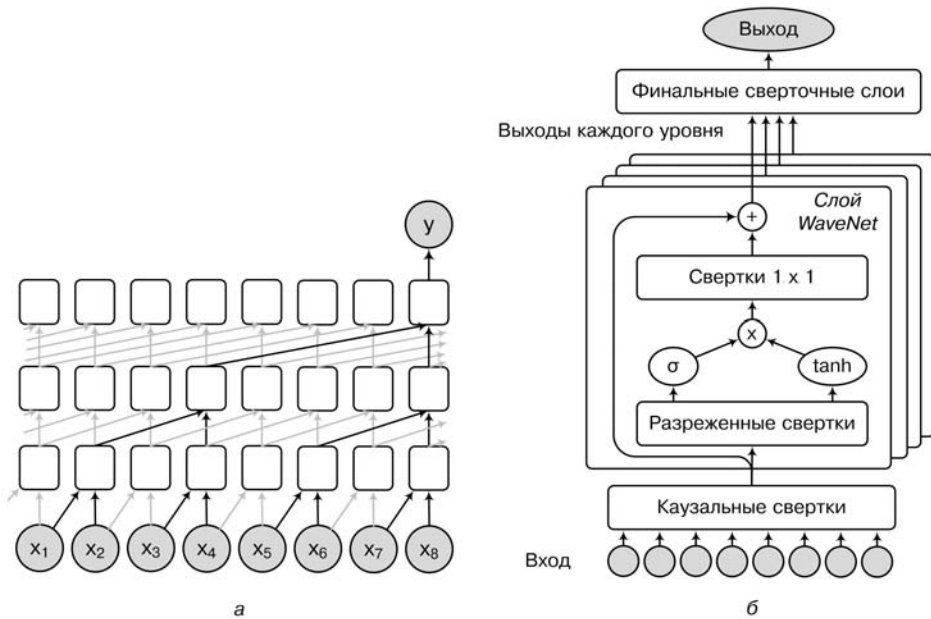 y
x1
x2
x3
x4
x5
x6
x7
x8
а
Выход
Финальные сверточные слои
Выходы каждого уровня
Слой
WaveNet
+
Свертки 1 x 1
x
σ
tanh
Разреженные свертки
Каузальные свертки
Вход
б